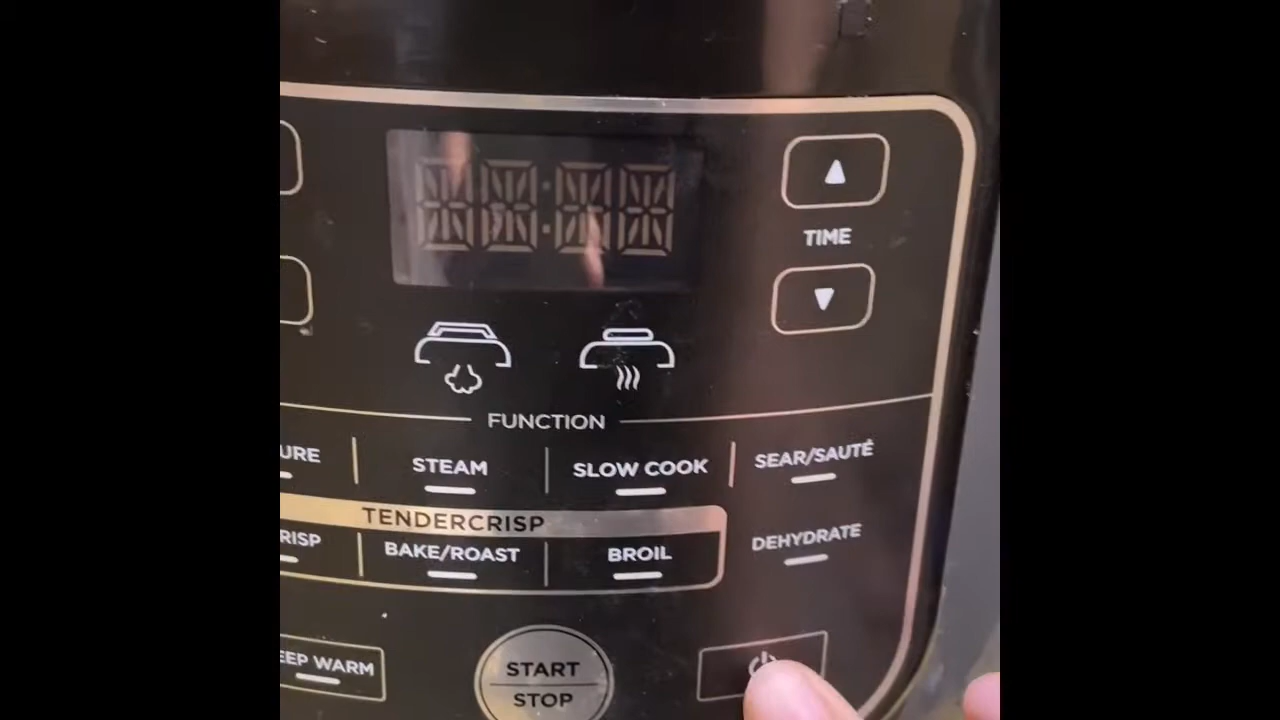 TIME
FUNCTION
URE STEAM SLOW COOK SEAR/SAUTÉ
TENDERCRISP
RISP BAKE/ROAST BROIL DEHYDRATE
EEP WARM START
STOP